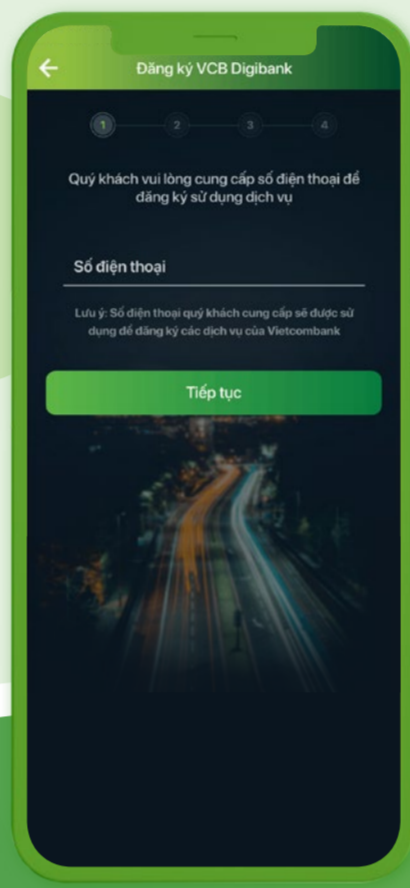 Đăng ký VCB Digibank
1 2 3 4
Quý khách vui lòng cung cấp số điện thoại để
đăng ký sử dụng dịch vụ
Số điện thoại
Lưu ý: Số điện thoại quý khách cung cấp sẽ được sử
dụng để đăng ký các dịch vụ của Vietcombank
Tiếp tục